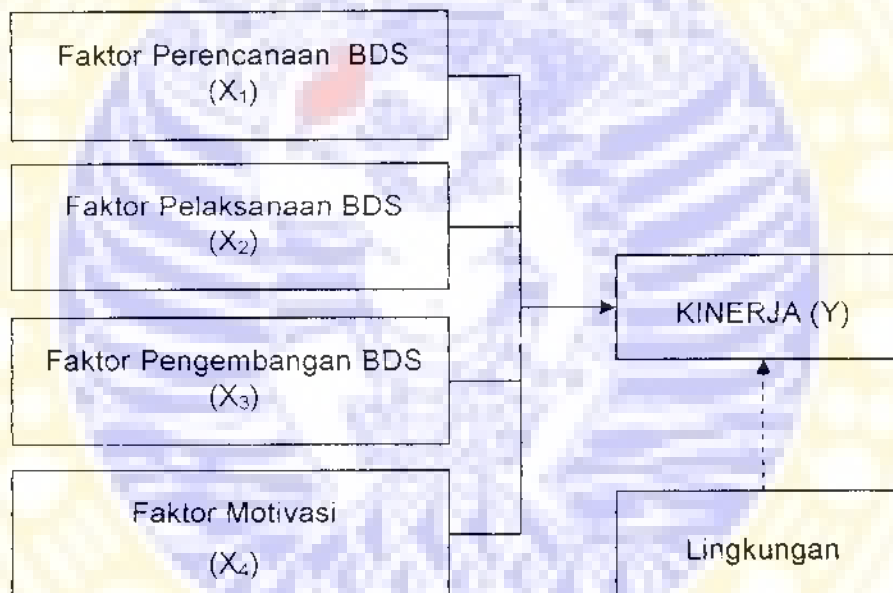 Faktor Perencanaan BDS
(X₁)
Faktor Pelaksanaan BDS
(X₂)
Faktor Pengembangan BDS
(X₃)
Faktor Motivasi
(X₄)
KINERJA (Y)
Lingkungan